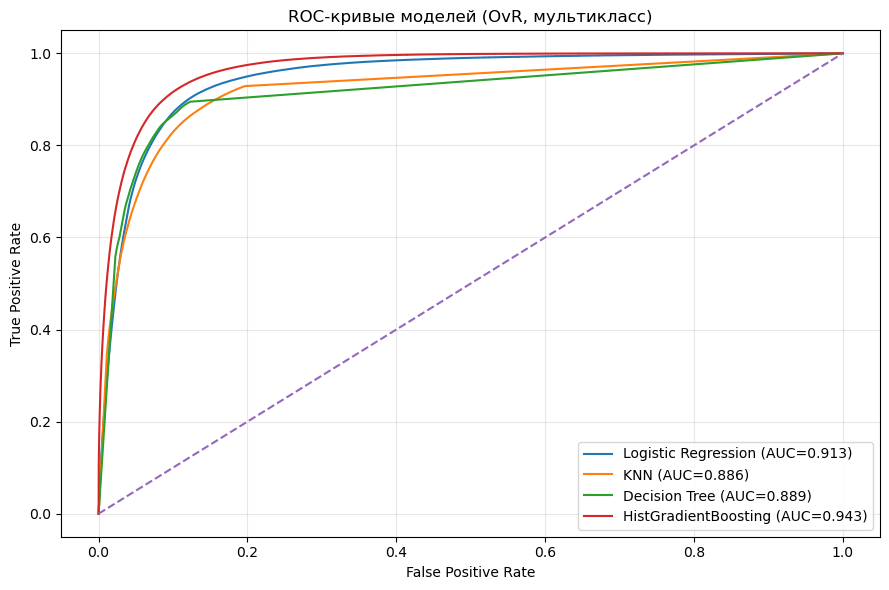 ROC-кривые моделей (OvR, мультикласс)
True Positive Rate
1.0
0.8
0.6
0.4
0.2
0.0
0.0 0.2 0.4 0.6 0.8 1.0
False Positive Rate
Logistic Regression (AUC=0.913)
KNN (AUC=0.886)
Decision Tree (AUC=0.889)
HistGradientBoosting (AUC=0.943)